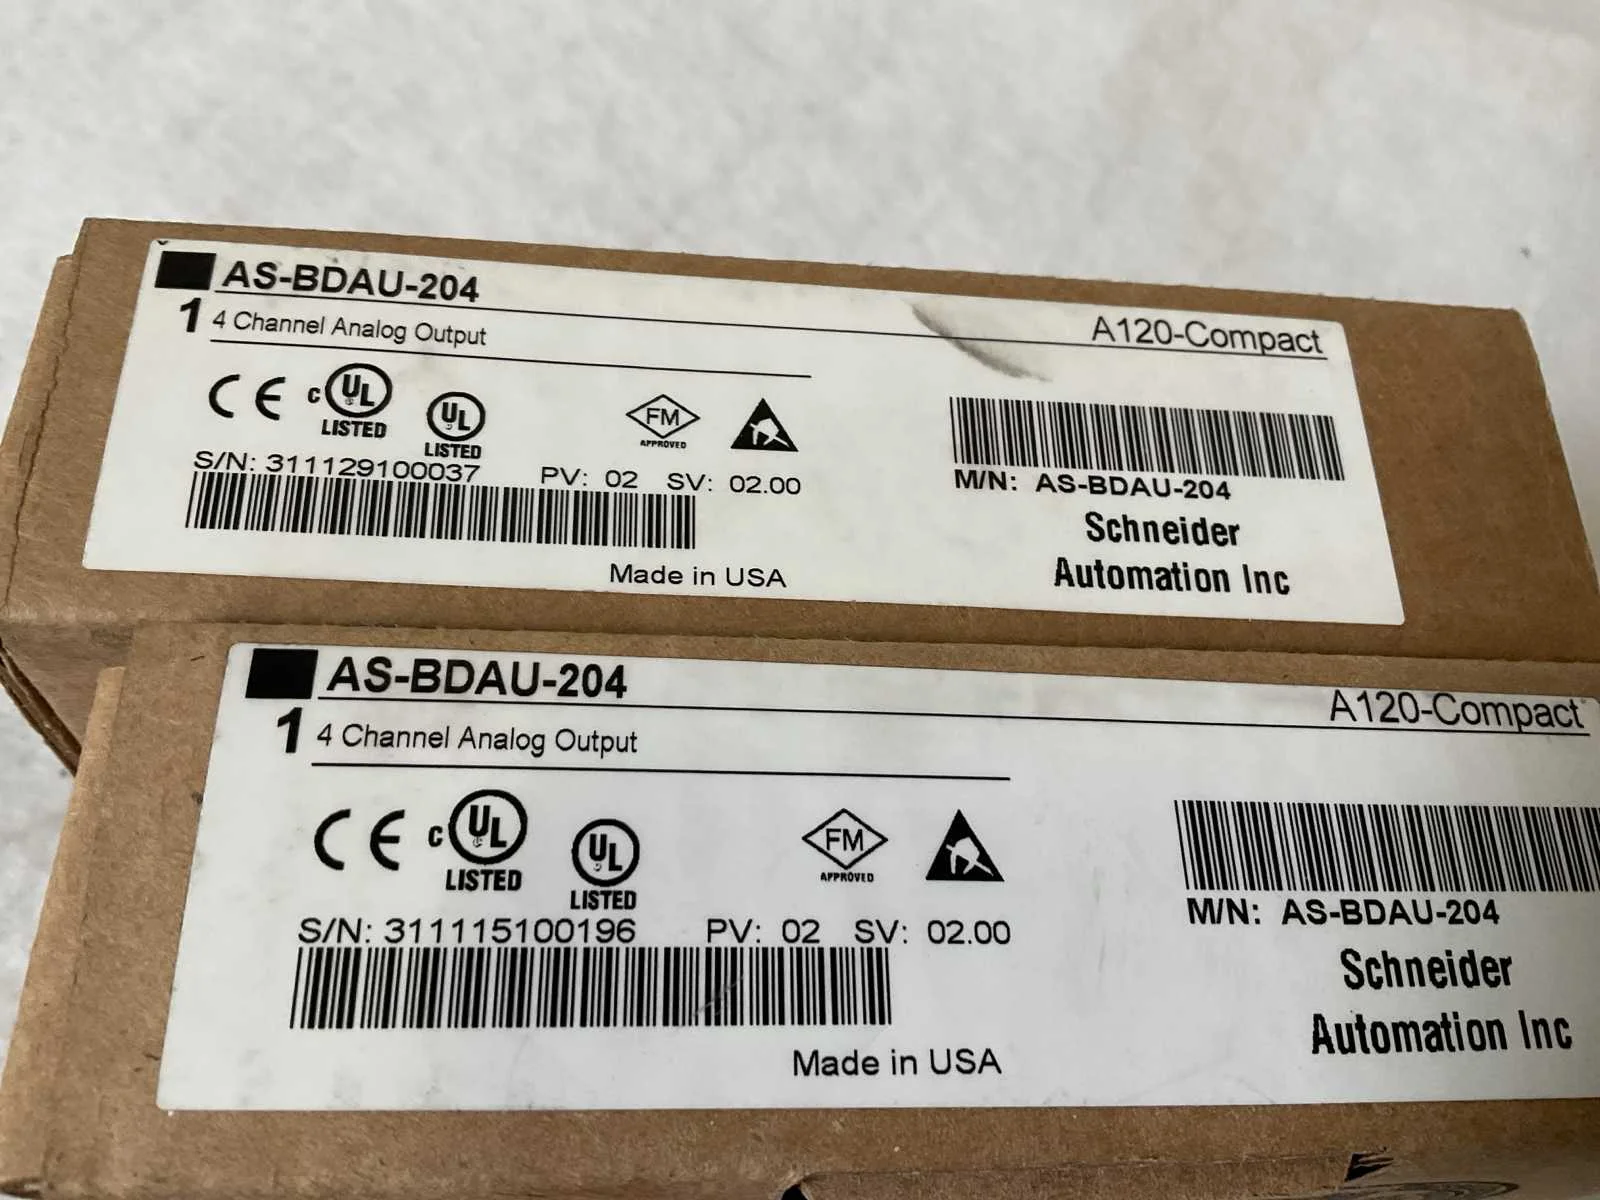 AS-BDAU-204
A120-Compact
1 4 Channel Analog Output
CE c UL LISTED UL LISTED FM APPROVED
S/N: 311129100037 PV: 02 SV: 02.00
M/N: AS-BDAU-204
Schneider
Automation Inc
Made in USA
AS-BDAU-204
A120-Compact
1 4 Channel Analog Output
CE c UL LISTED UL LISTED FM APPROVED
S/N: 311115100196 PV: 02 SV: 02.00
M/N: AS-BDAU-204
Schneider
Automation Inc
Made in USA